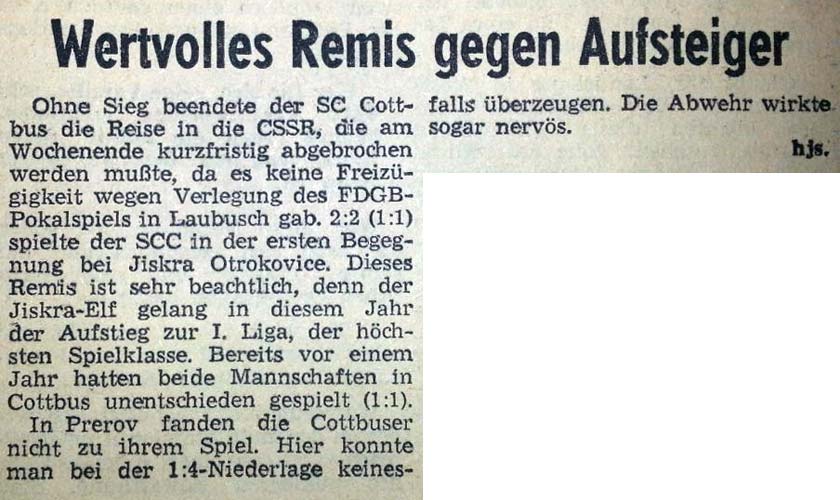 Wertvolles Remis gegen Aufsteiger
Ohne Sieg beendete der SC Cott-
bus die Reise in die CSSR, die am
Wochenende kurzfristig abgebrochen
werden mußte, da es keine Freizü-
gigkeit wegen Verlegung des FDGB-
Pokalspiels in Laubusch gab. 2:2 (1:1)
spielte der SCC in der ersten Begeg-
nung bei Jiskra Otrokovice. Dieses
Remis ist sehr beachtlich, denn der
Jiskra-Elf gelang in diesem Jahr
der Aufstieg zur I. Liga, der höch-
sten Spielklasse. Bereits vor einem
Jahr hatten beide Mannschaften in
Cottbus unentschieden gespielt (1:1).
In Prerov fanden die Cottbuser
nicht zu ihrem Spiel. Hier konnte
man bei der 1:4-Niederlage keines-
falls überzeugen. Die Abwehr wirkte
sogar nervös.
hjs.